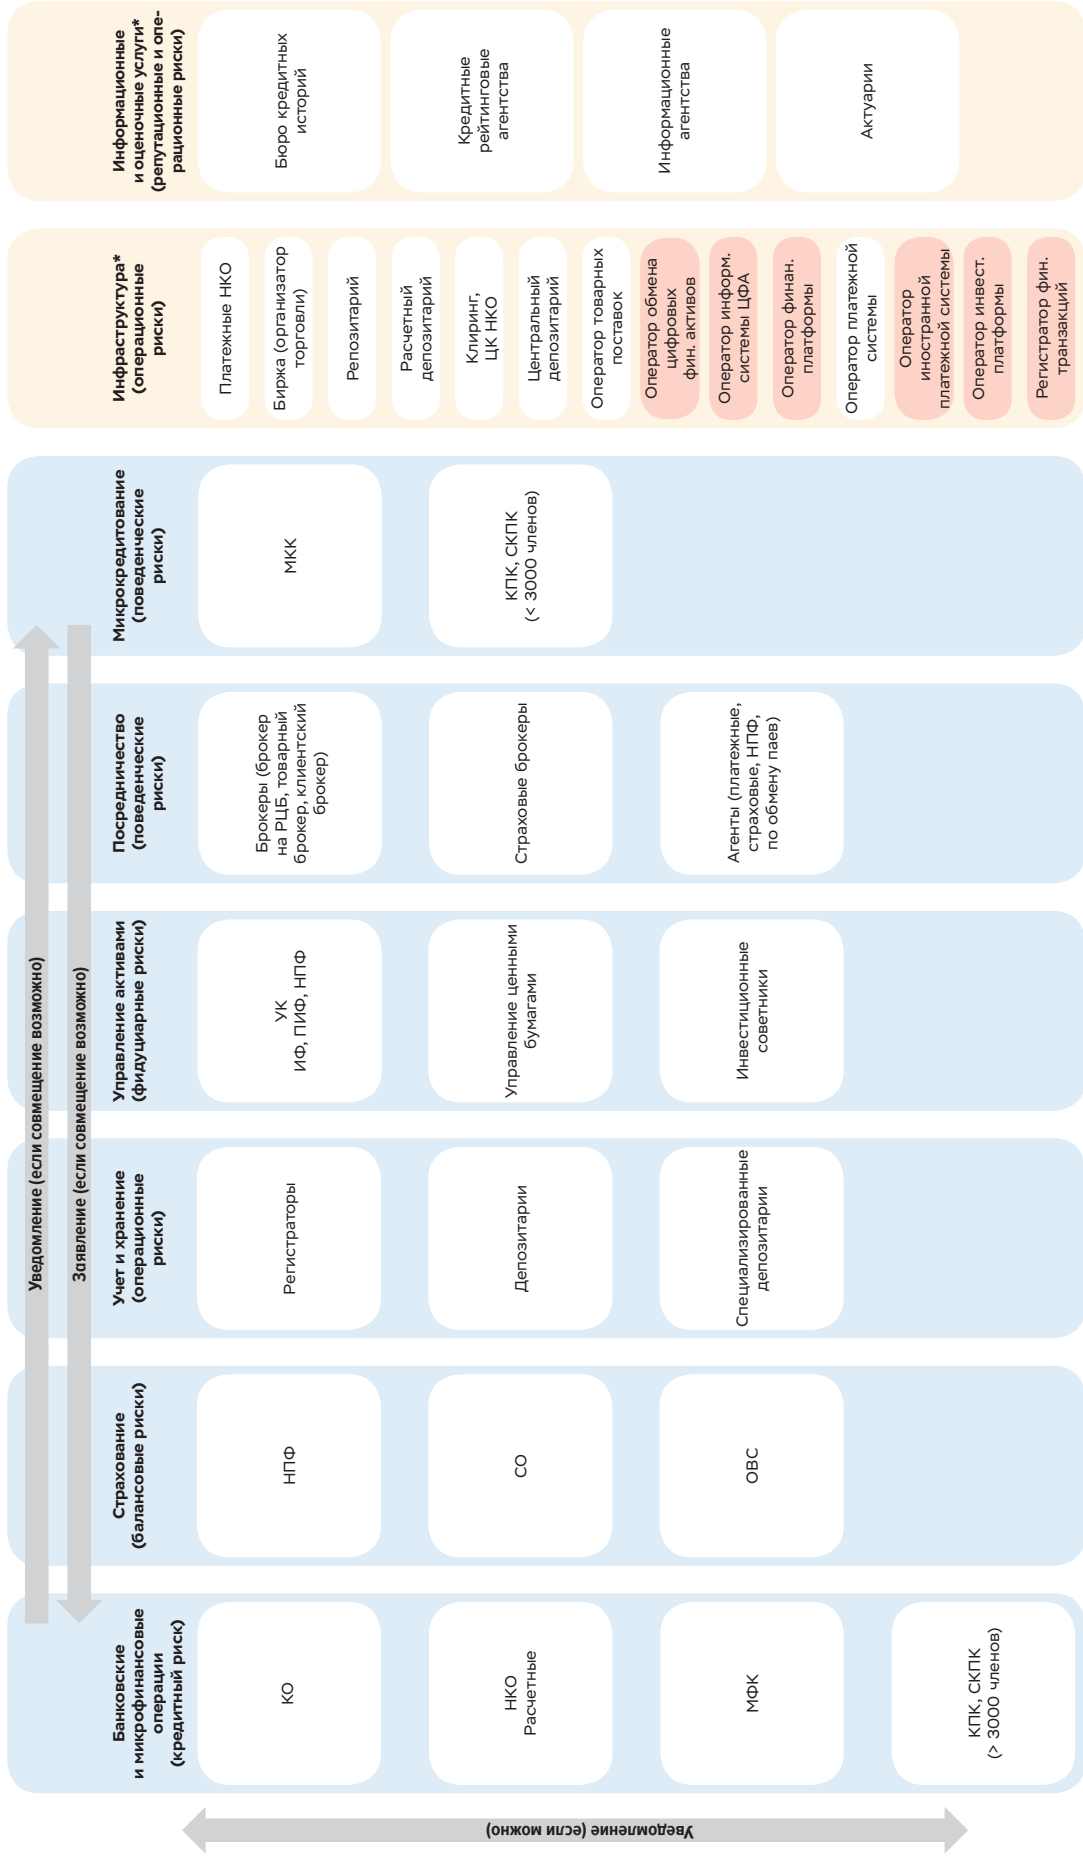 Уведомление (если совмещение возможно)
Заявление (если совмещение возможно)
Уведомление (если можно)
Банковские
и микрофинансовые
операции
(кредитный риск)
КО
НКО
Расчетные
МФК
КПК, СКПК
(> 3000 членов)
Страхование
(балансовые риски)
НПФ
СО
ОВС
Учет и хранение
(операционные
риски)
Регистраторы
Депозитарии
Специализированные
депозитарии
Управление активами
(фидуциарные риски)
УК
ИФ, ПИФ, НПФ
Управление ценными
бумагами
Инвестиционные
советники
Посредничество
(поведенческие
риски)
Брокеры (брокер
на РЦБ, товарный
брокер, клиентский
брокер)
Страховые брокеры
Агенты (платежные,
страховые, НПФ,
по обмену паев)
Микрокредитование
(поведенческие
риски)
МКК
КПК, СКПК
(< 3000 членов)
Инфраструктура*
(операционные
риски)
Платежные НКО
Биржа (организатор
торговли)
Репозитарий
Расчетный
депозитарий
Клиринг,
ЦК НКО
Центральный
депозитарий
Оператор товарных
поставок
Оператор обмена
цифровых
фин. активов
Оператор информ.
системы ЦФА
Оператор финан.
платформы
Оператор платежной
системы
Оператор
иностранной
платежной системы
Оператор инвест.
платформы
Регистратор фин.
транзакций
Информационные
и оценочные услуги*
(репутационные и опе-
рационные риски)
Бюро кредитных
историй
Кредитные
рейтинговые
агентства
Информационные
агентства
Актуарии